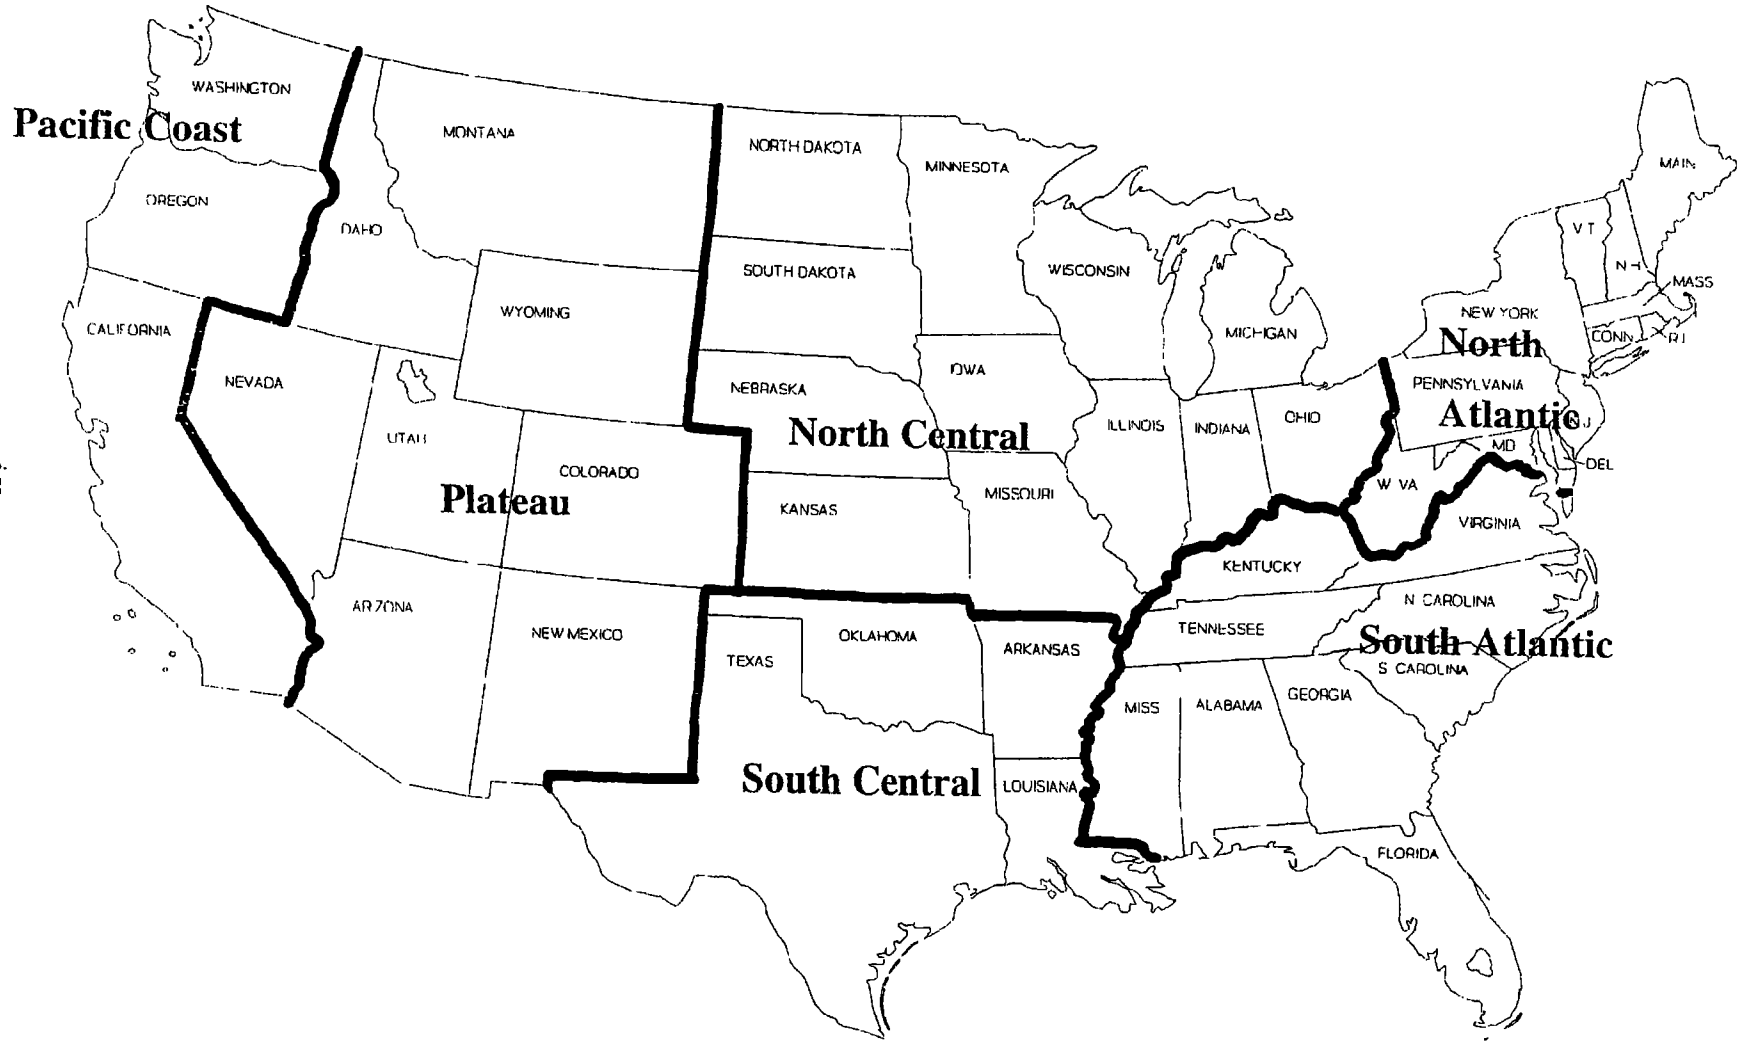 WASHINGTON
Pacific Coast
MONTANA
NORTH DAKOTA
MINNESOTA
MAIN
OREGON
DAHO
V T
SOUTH DAKOTA
WISCONSIN
MASS
WYOMING
NEW YORK
CALIFORNIA
MICHIGAN
CONN
R I
North
IOWA
NEVADA
NEBRASKA
PENNSYLVANIA
Atlantic
NJ
OHIO
ILLINOIS
INDIANA
North Central
UTAH
MD
DEL
COLORADO
W VA
MISSOURI
Plateau
KANSAS
VIRGINIA
KENTUCKY
ARIZONA
N CAROLINA
NEW MEXICO
OKLAHOMA
TENNESSEE
South Atlantic
ARKANSAS
TEXAS
S CAROLINA
GEORGIA
MISS
ALABAMA
South Central
LOUISIANA
FLORIDA